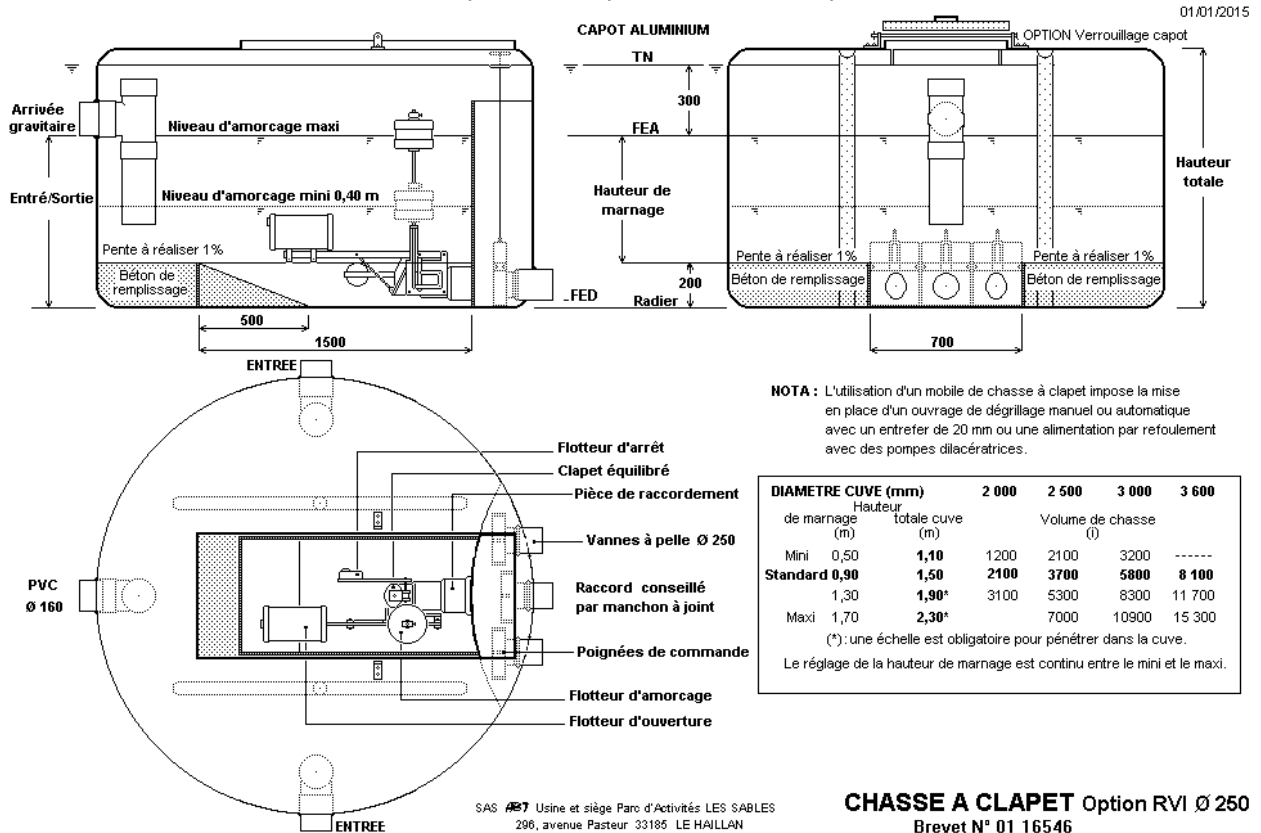 01/01/2015
CAPOT ALUMINIUM
OPTION Verrouillage capot
TN
300
Arrivée
gravitaire
Niveau d'amorçage maxi
FEA
Entré/Sortie
Niveau d'amorçage mini 0,40 m
Hauteur de
marnage
Hauteur
totale
Pente à réaliser 1%
Béton de
remplissage
Pente à réaliser 1%
Béton de remplissage
Pente à réaliser 1%
Béton de remplissage
200
FED
Radier
500
1500
700
ENTREE
NOTA : L'utilisation d'un mobile de chasse à clapet impose la mise
en place d'un ouvrage de dégrillage manuel ou automatique
avec un entrefer de 20 mm ou une alimentation par refoulement
avec des pompes dilacératrices.
Flotteur d'arrêt
Clapet équilibré
Pièce de raccordement
Vannes à pelle Ø 250
PVC
Ø 160
Raccord conseillé
par manchon à joint
Poignées de commande
Flotteur d'amorçage
Flotteur d'ouverture
ENTREE
DIAMETRE CUVE (mm) 2 000 2 500 3 000 3 600
Hauteur
de marnage totale cuve Volume de chasse
(m) (m) (l)
Mini 0,50 1,10 1200 2100 3200 ------
Standard 0,90 1,50 2100 3700 5800 8 100
1,30 1,90* 3100 5300 8300 11 700
Maxi 1,70 2,30* 7000 10900 15 300
(*) : une échelle est obligatoire pour pénétrer dans la cuve.
Le réglage de la hauteur de marnage est continu entre le mini et le maxi.
SAS ABT Usine et siège Parc d'Activités LES SABLES
296, avenue Pasteur 33185 LE HAILLAN
CHASSE A CLAPET Option RVI Ø 250
Brevet N° 01 16546